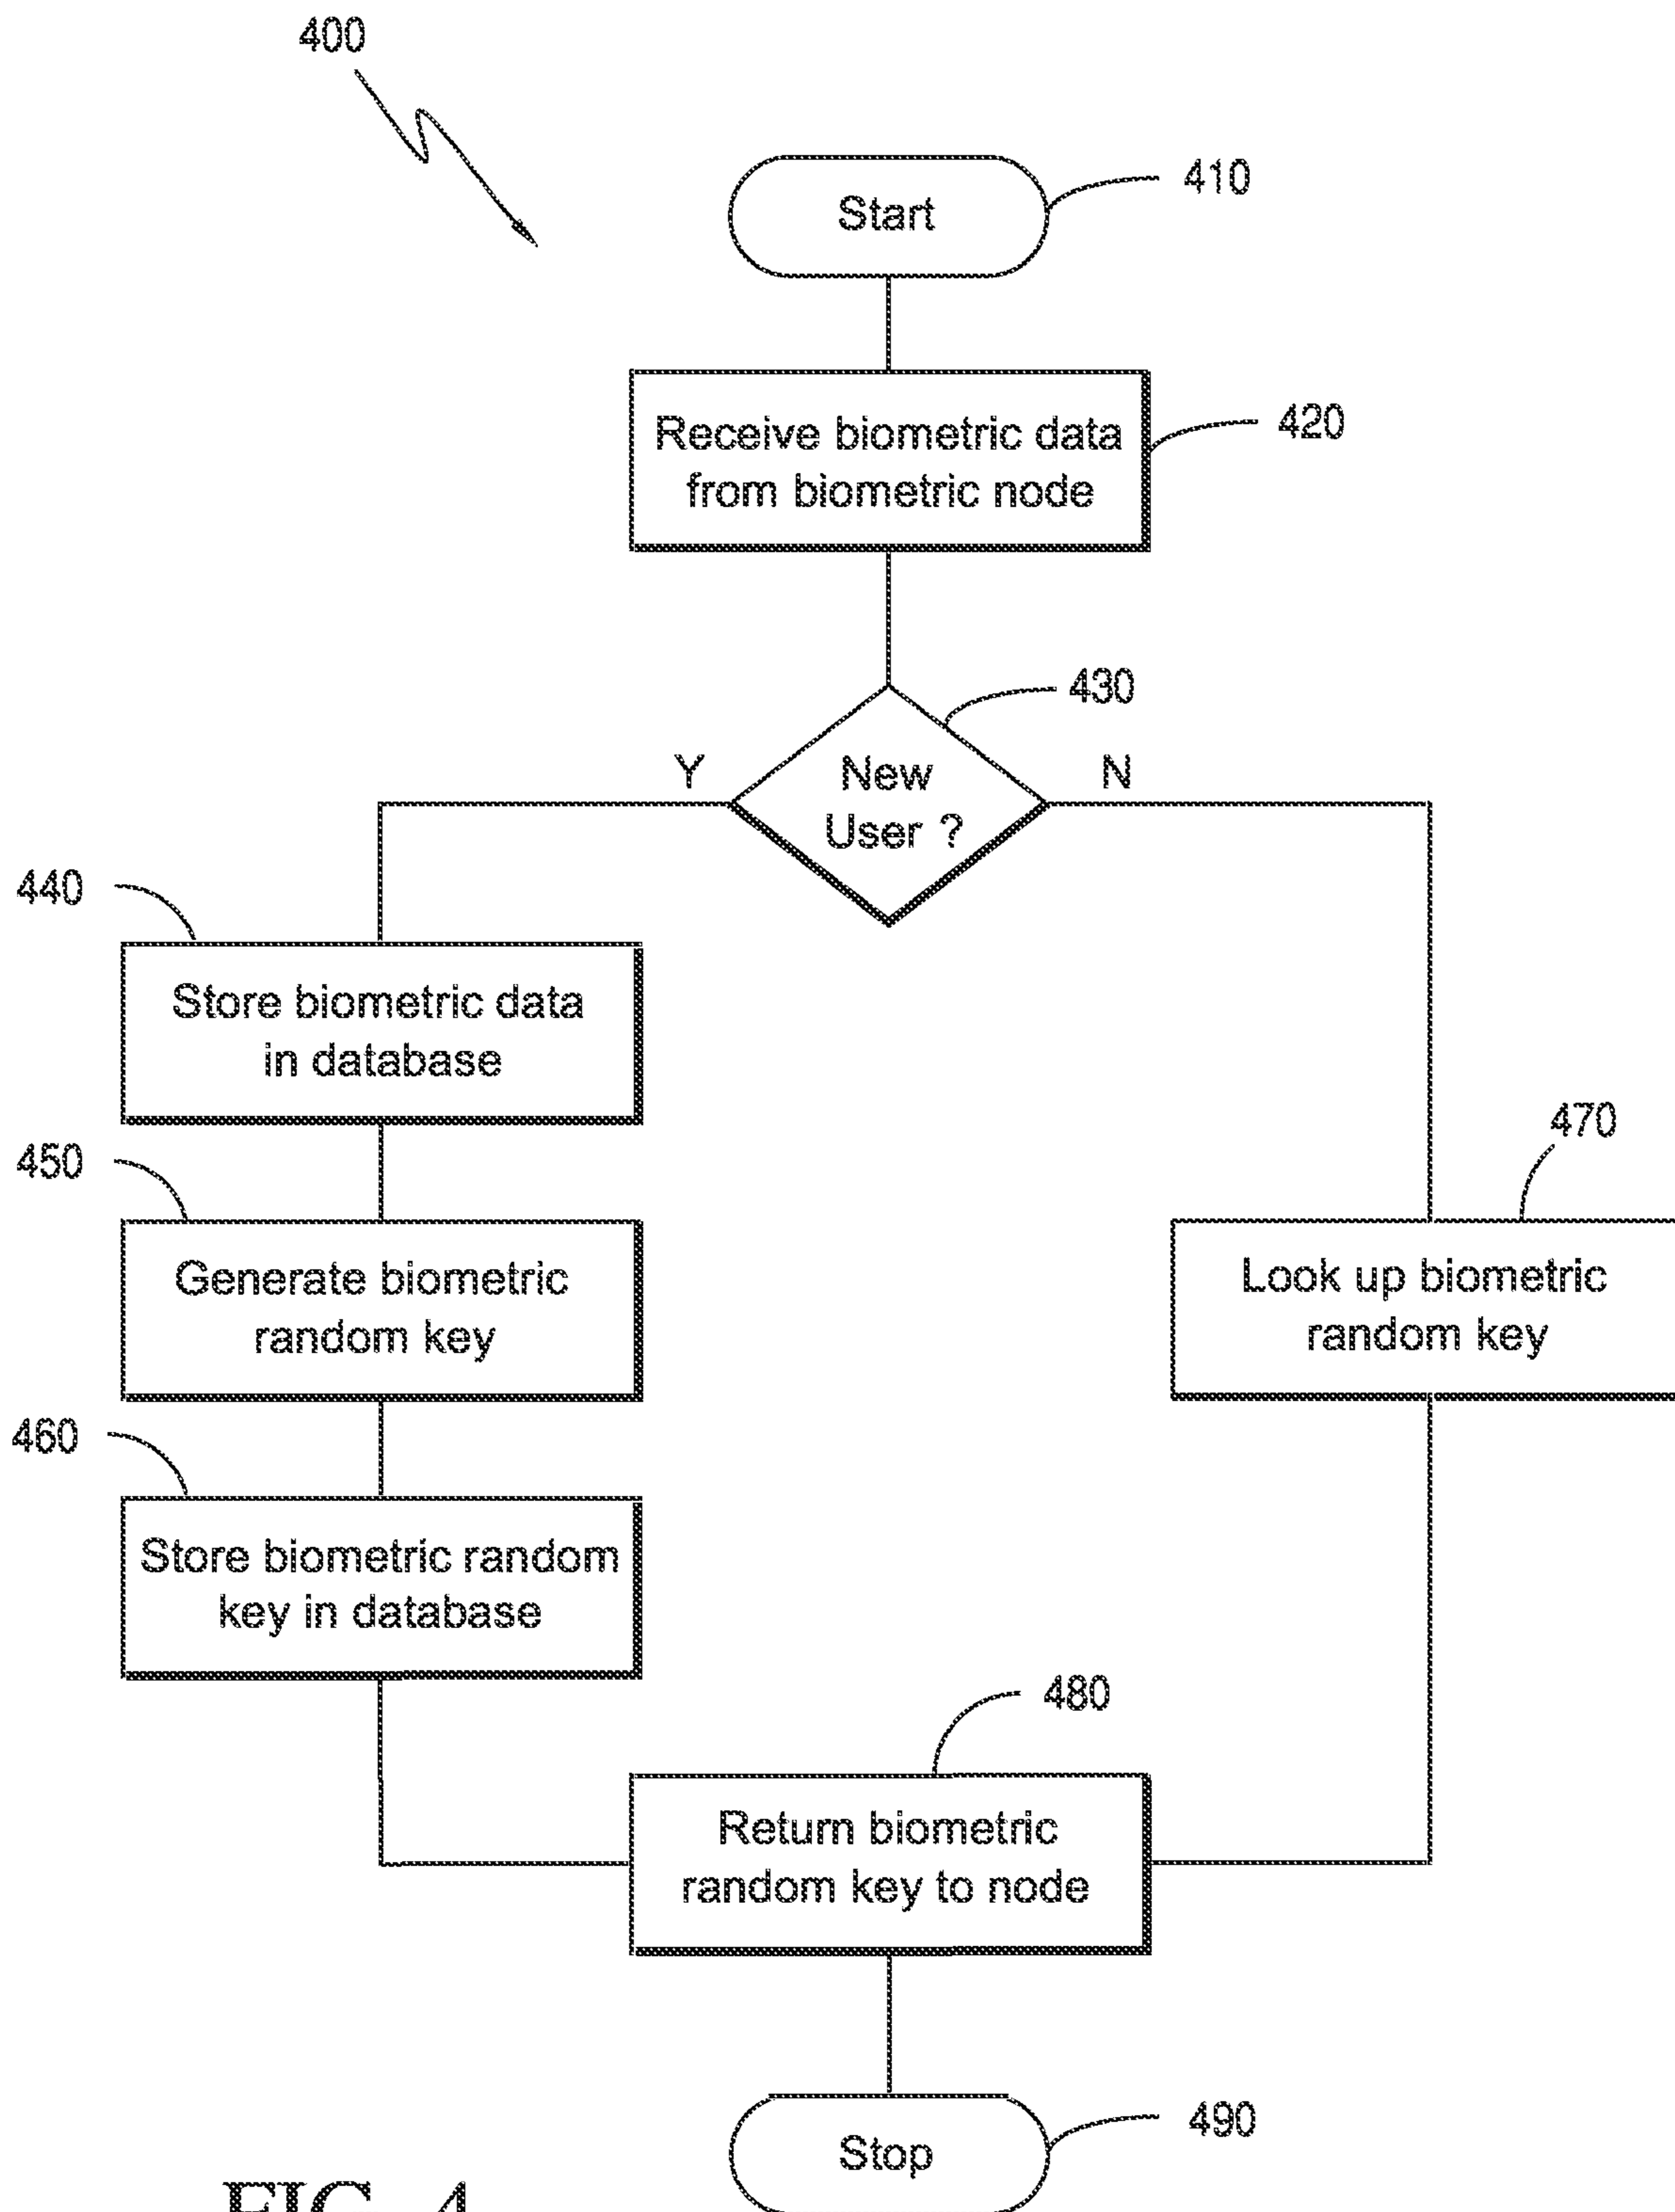 400
Start
410
Receive biometric data
from biometric node
420
430
Y
New
User ?
N
440
Store biometric data
in database
450
Generate biometric
random key
470
Look up biometric
random key
460
Store biometric random
key in database
480
Return biometric
random key to node
Stop
490
FIG. 4